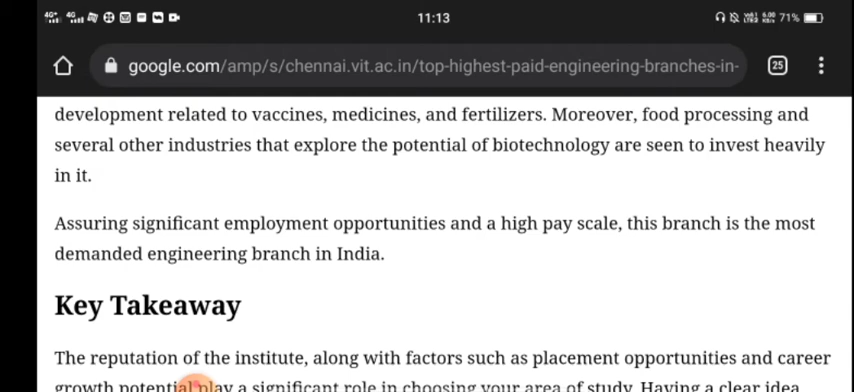 11:13
71%
google.com/amp/s/chennai.vit.ac.in/top-highest-paid-engineering-branches-in-
25
development related to vaccines, medicines, and fertilizers. Moreover, food processing and
several other industries that explore the potential of biotechnology are seen to invest heavily
in it.
Assuring significant employment opportunities and a high pay scale, this branch is the most
demanded engineering branch in India.
Key Takeaway
The reputation of the institute, along with factors such as placement opportunities and career
growth potential play a significant role in choosing your area of study. Having a clear idea